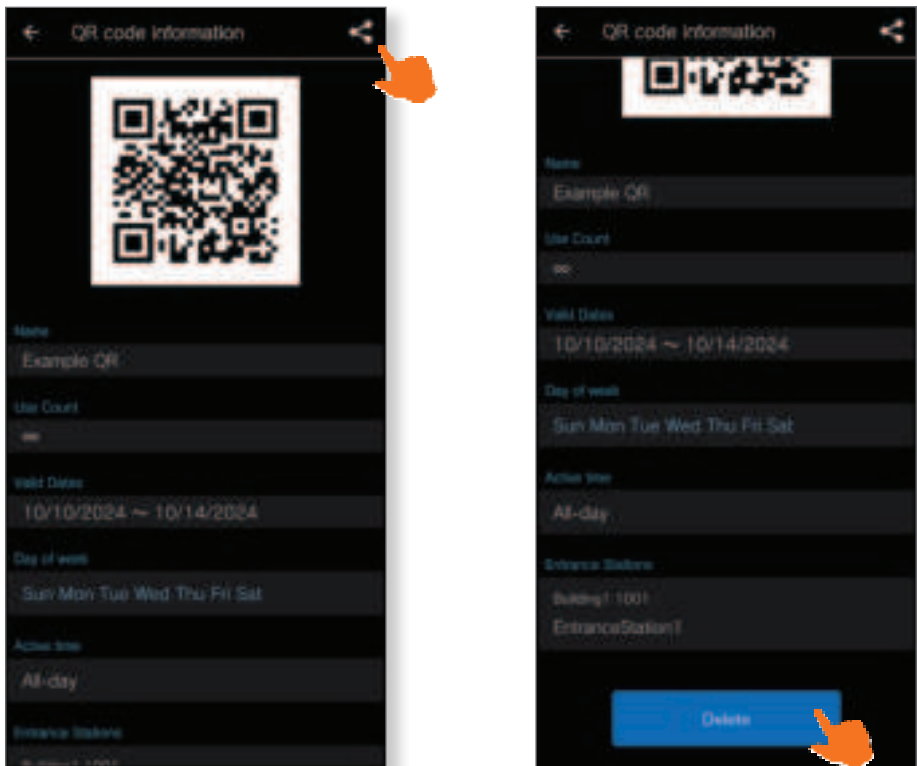 QR code information
Name
Example QR
Use Count
∞
Valid Dates
10/10/2024 ~ 10/14/2024
Day of week
Sun Mon Tue Wed Thu Fri Sat
Active time
All-day
Entrance Stations
Building1 1001
QR code information
Name
Example QR
Use Count
∞
Valid Dates
10/10/2024 ~ 10/14/2024
Day of week
Sun Mon Tue Wed Thu Fri Sat
Active time
All-day
Entrance Stations
Building1 1001
EntranceStation1
Delete